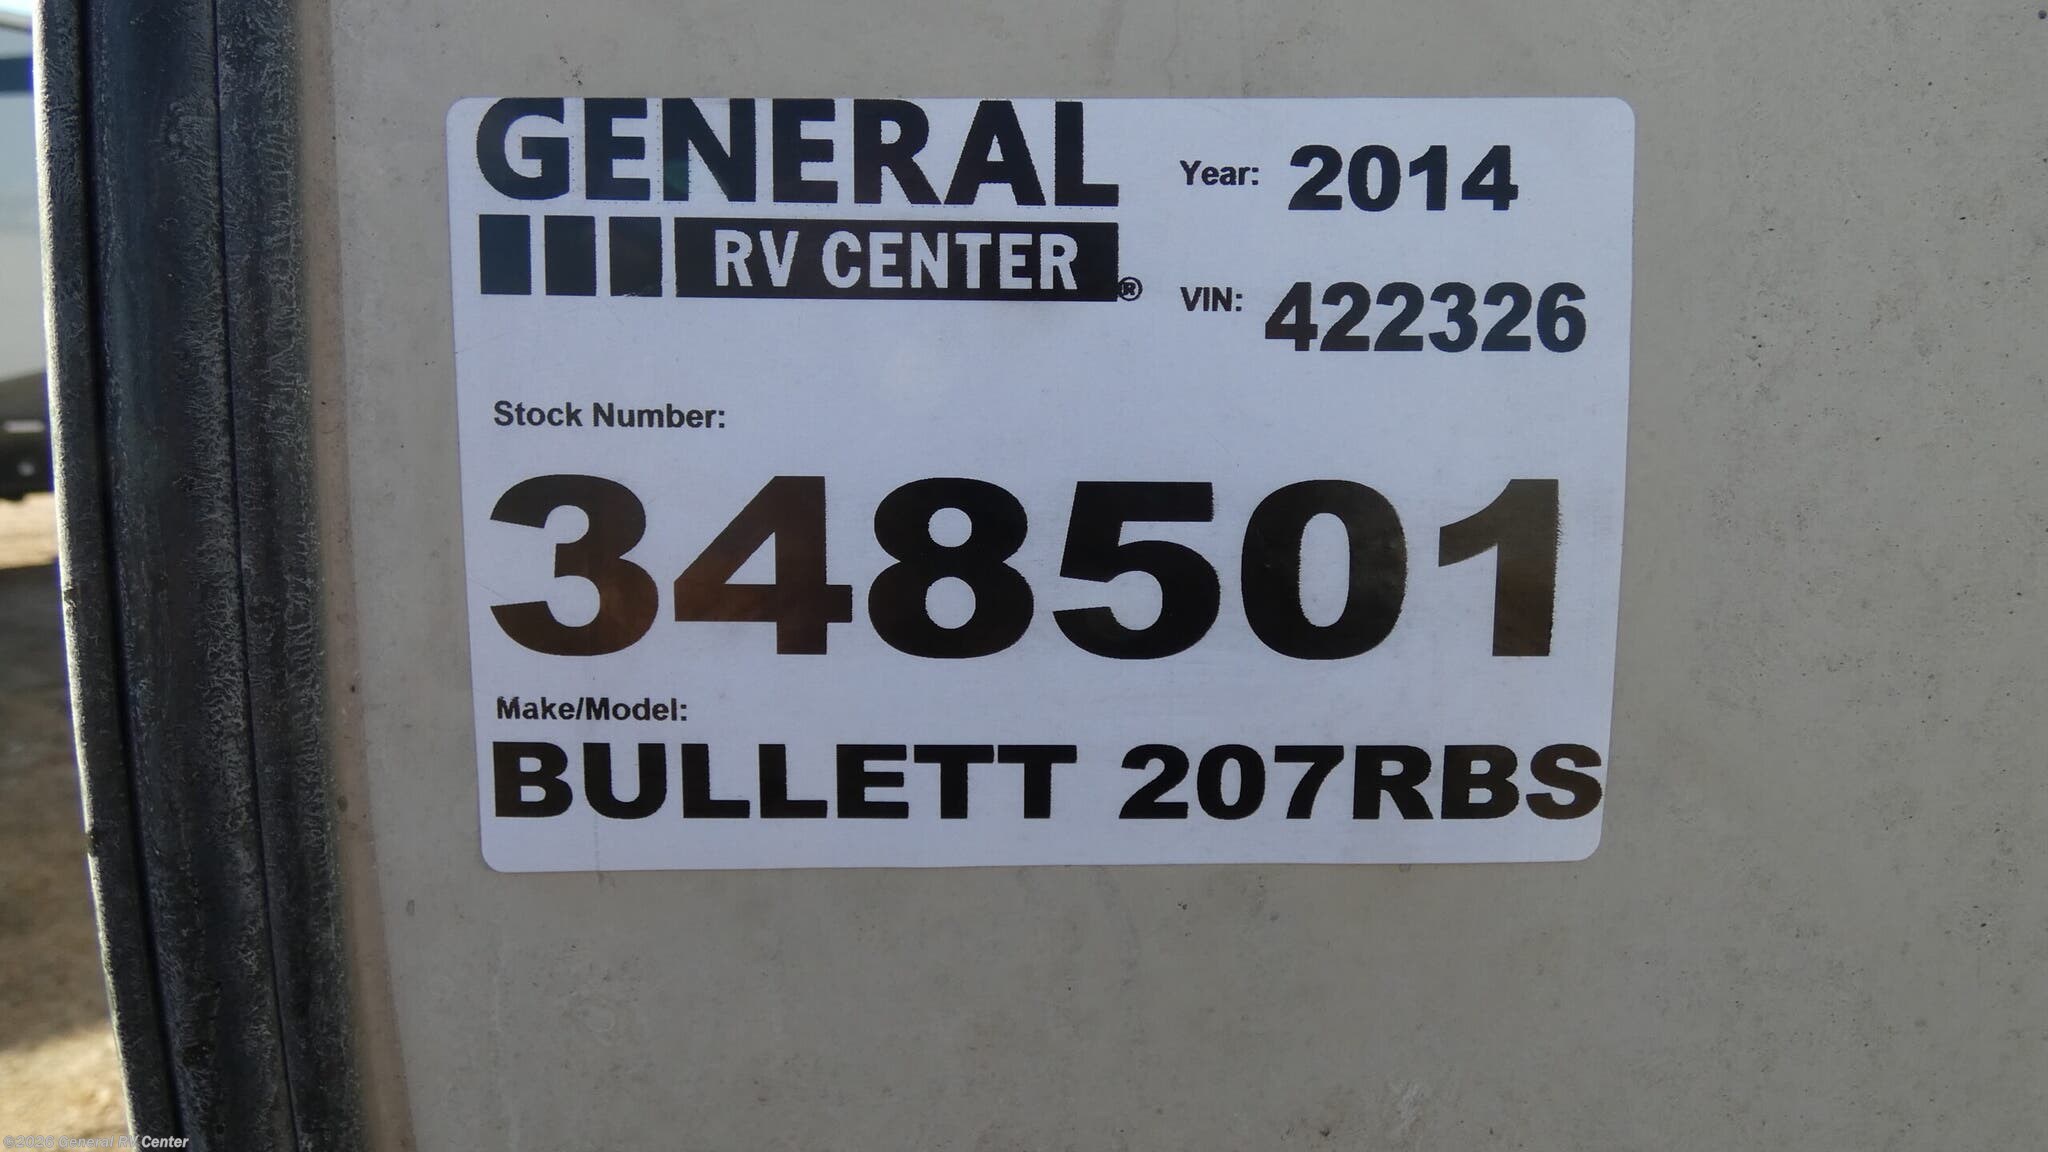 GENERAL
RV CENTER®
Year: 2014
VIN: 422326
Stock Number:
348501
Make/Model:
BULLETT 207RBS
©2025 General RV Center